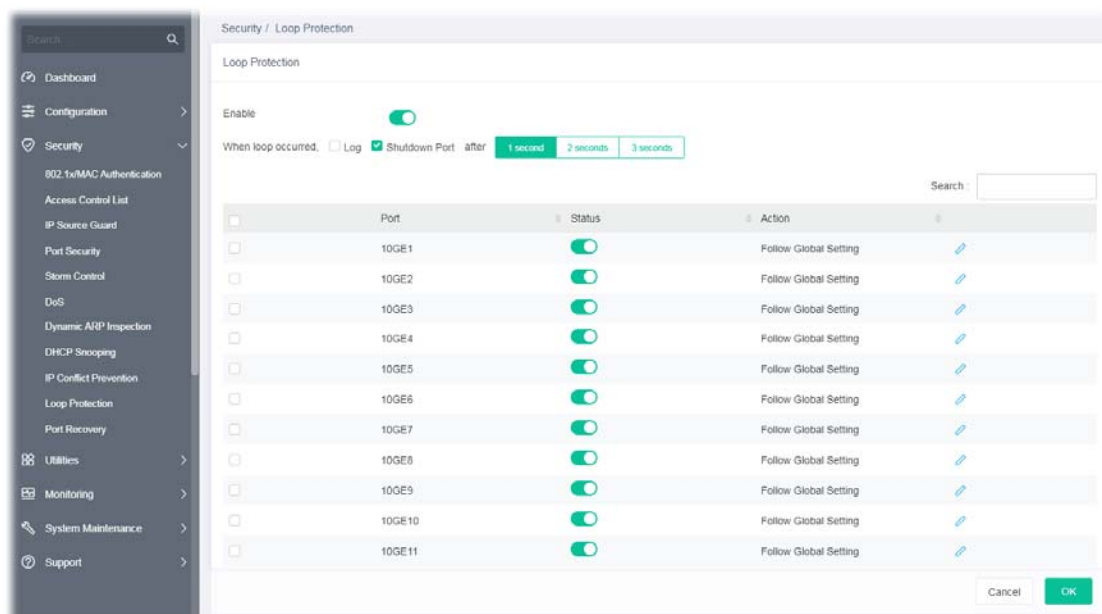 Search
Dashboard
Configuration
Security
802.1x/MAC Authentication
Access Control List
IP Source Guard
Port Security
Storm Control
DoS
Dynamic ARP Inspection
DHCP Snooping
IP Conflict Prevention
Loop Protection
Port Recovery
Utilities
Monitoring
System Maintenance
Support
Security / Loop Protection
Loop Protection
Enable
When loop occurred, Log Shutdown Port after 1 second 2 seconds 3 seconds
Search :
Port Status Action
10GE1 Follow Global Setting
10GE2 Follow Global Setting
10GE3 Follow Global Setting
10GE4 Follow Global Setting
10GE5 Follow Global Setting
10GE6 Follow Global Setting
10GE7 Follow Global Setting
10GE8 Follow Global Setting
10GE9 Follow Global Setting
10GE10 Follow Global Setting
10GE11 Follow Global Setting
Cancel OK